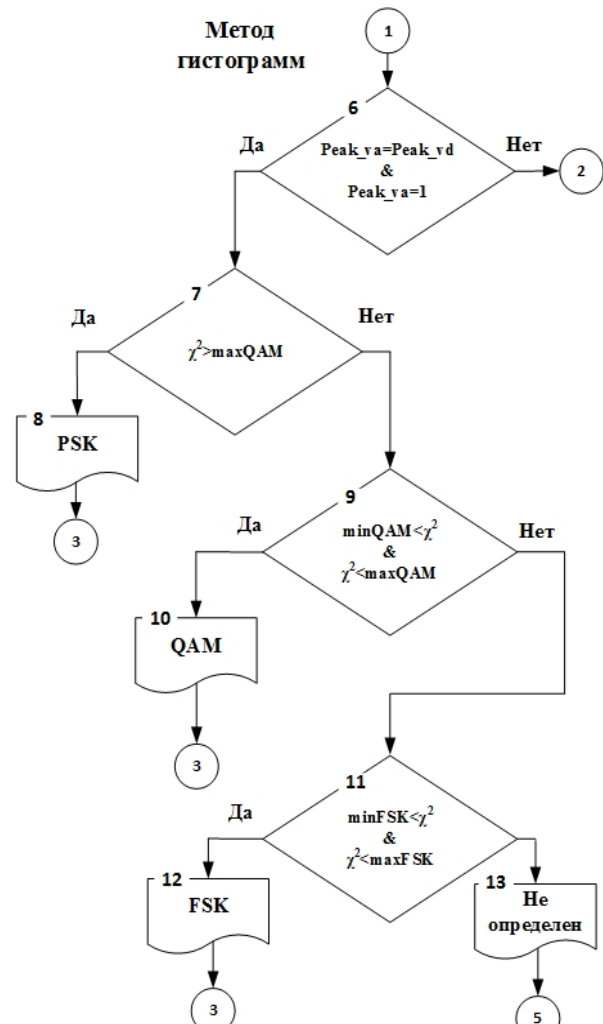 Метод
гистограмм
1
6
Да
Нет
Peak_va=Peak_vd
&
Peak_va=1
2
7
Да
Нет
χ²>maxQAM
8
PSK
3
9
Да
Нет
minQAM<χ²
&
χ²<maxQAM
10
QAM
3
11
Да
minFSK<χ²
&
χ²<maxFSK
12
FSK
3
13
Не
определен
5